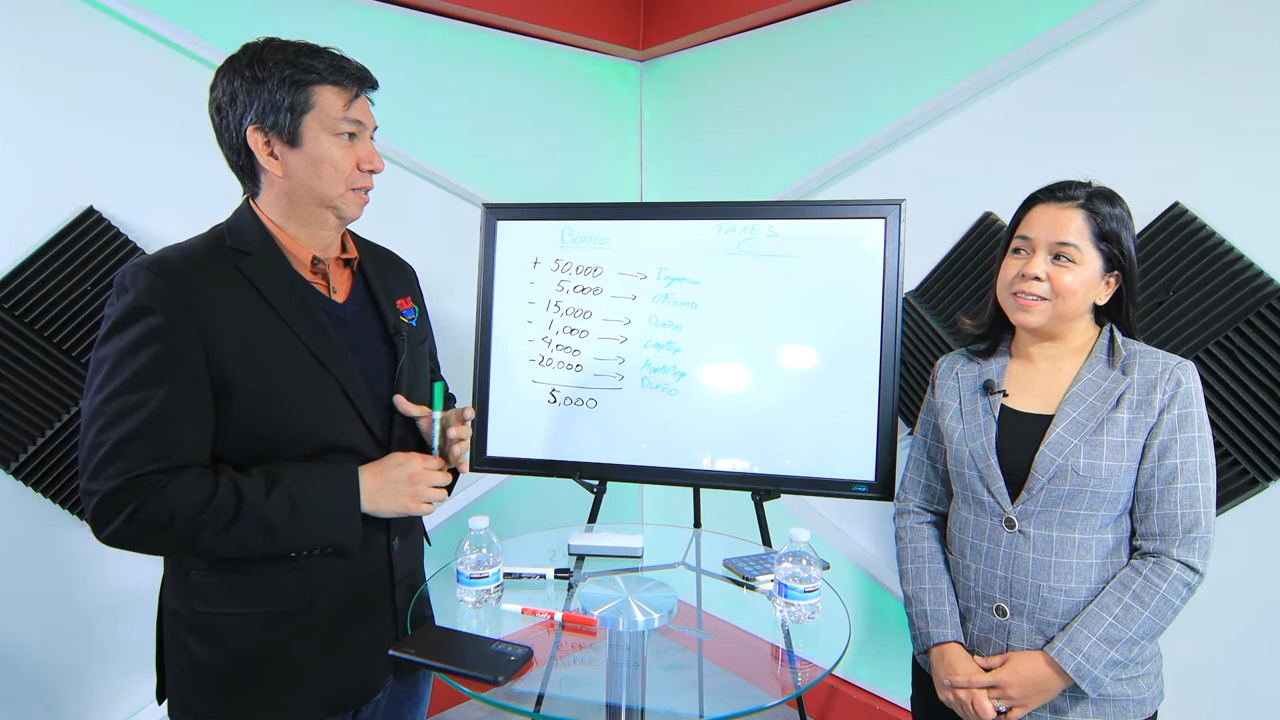 Banco
+ 50,000 → Ingreso
- 5,000 → Oficina
- 15,000 → Dueño
- 1,000 → Laptop
- 4,000 → Marketing
-20,000 → Dueño
5,000
TAXES
C